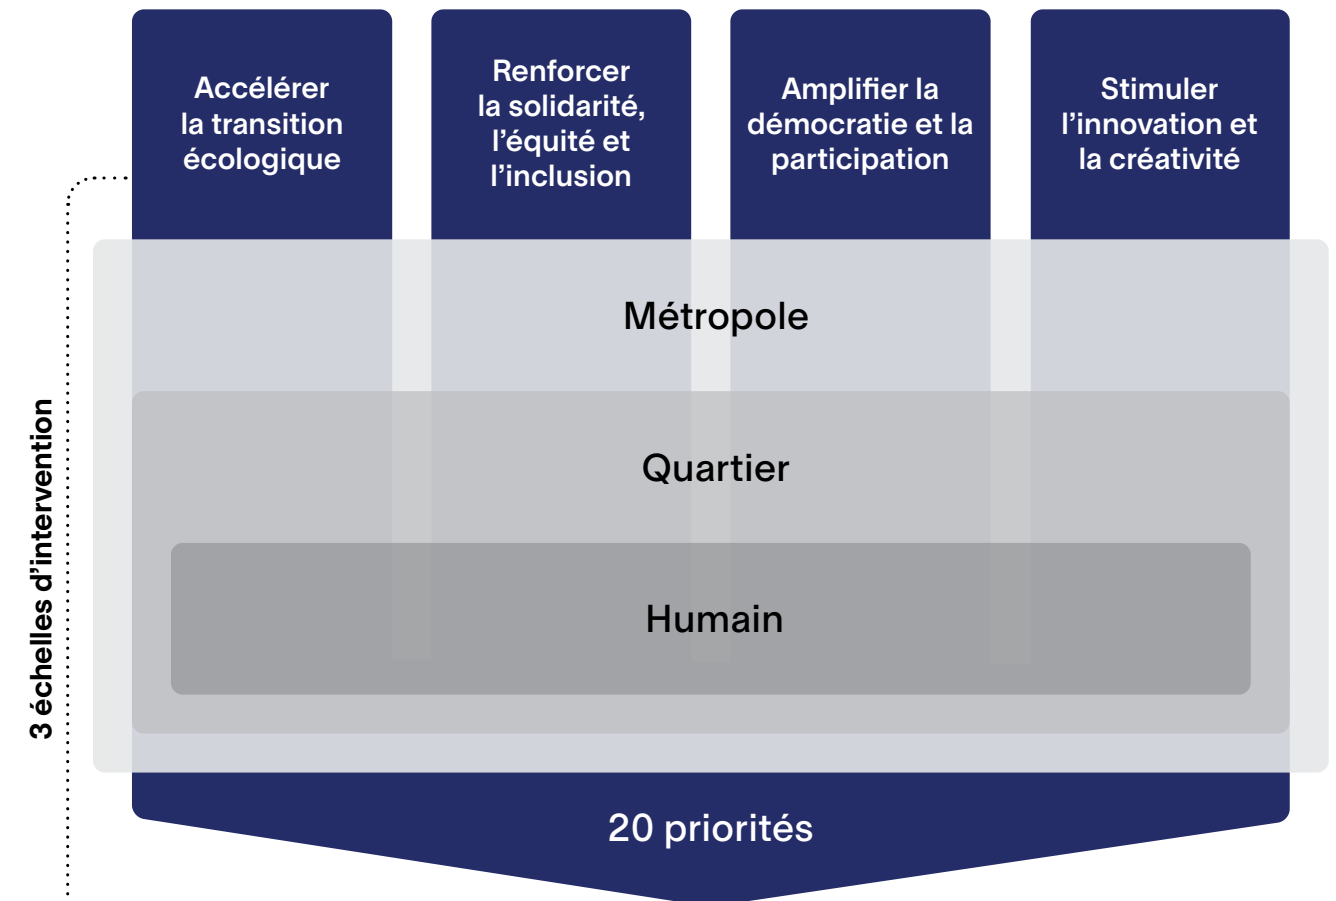 Accélérer
la transition
écologique
Renforcer
la solidarité,
l’équité et
l’inclusion
Amplifier la
démocratie et la
participation
Stimuler
l’innovation et
la créativité
3 échelles d’intervention
Métropole
Quartier
Humain
20 priorités